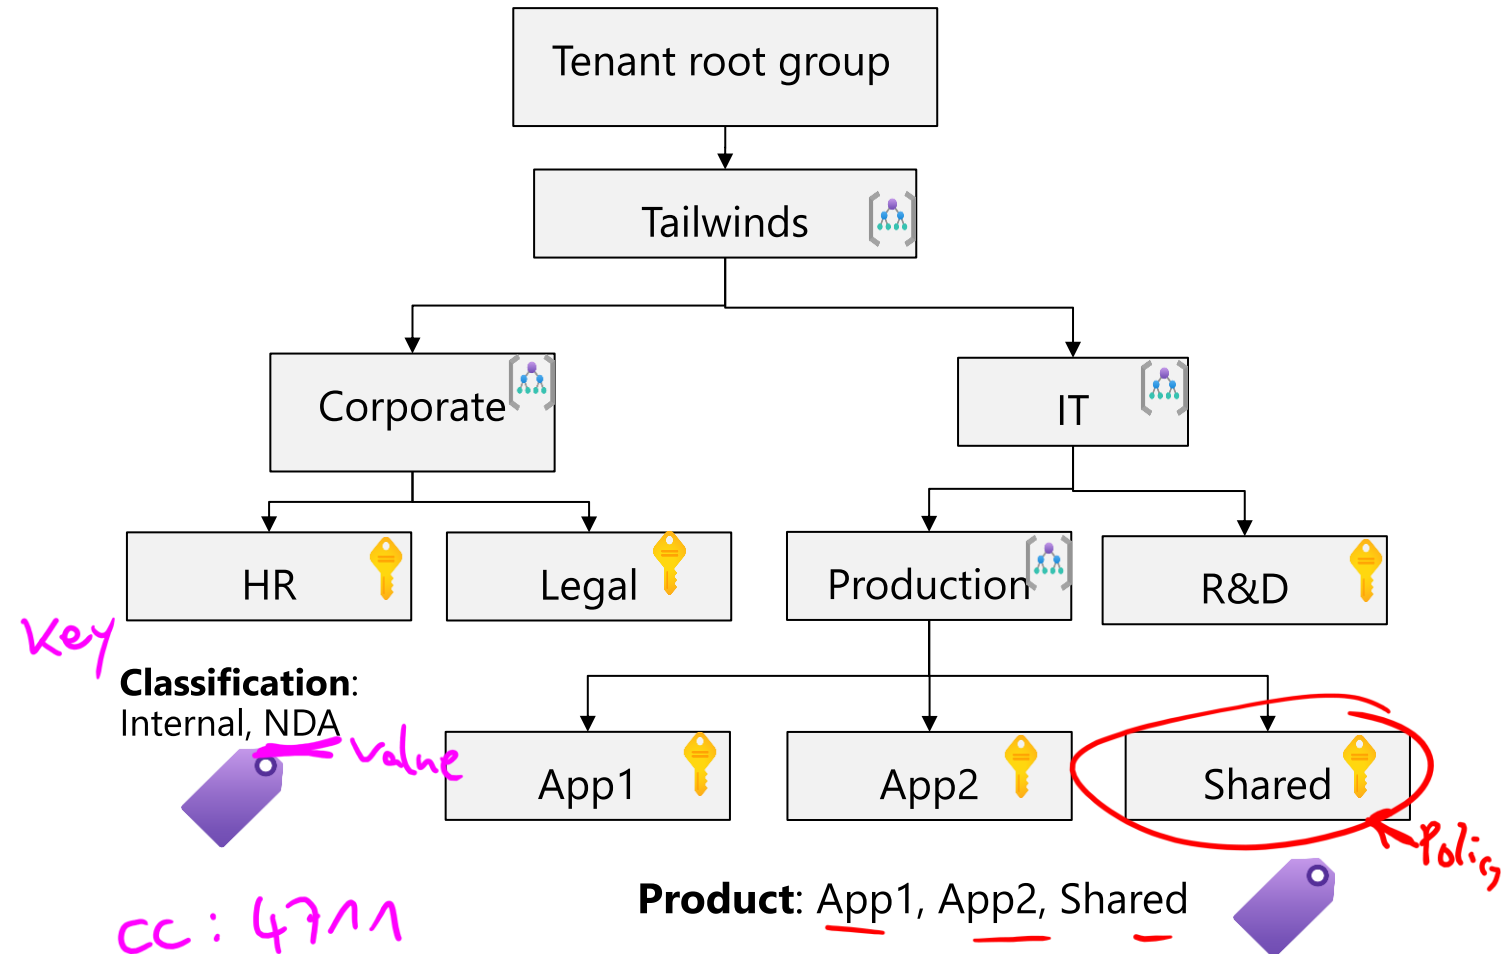 Tenant root group
Tailwinds
Corporate
IT
HR
Legal
Production
R&D
Key
Classification:
Internal, NDA
value
App1
App2
Shared
Policy
Product: App1, App2, Shared
CC: 4711